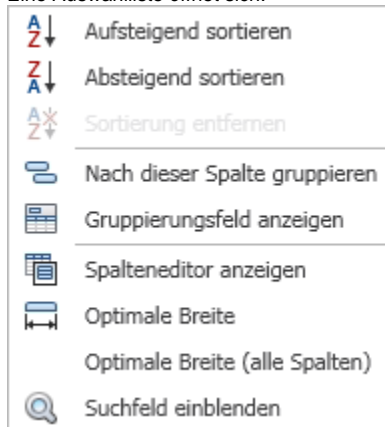 Eine Auswahlliste öffnet sich:
Aufsteigend sortieren
Absteigend sortieren
Sortierung entfernen
Nach dieser Spalte gruppieren
Gruppierungsfeld anzeigen
Spalteneditor anzeigen
Optimale Breite
Optimale Breite (alle Spalten)
Suchfeld einblenden